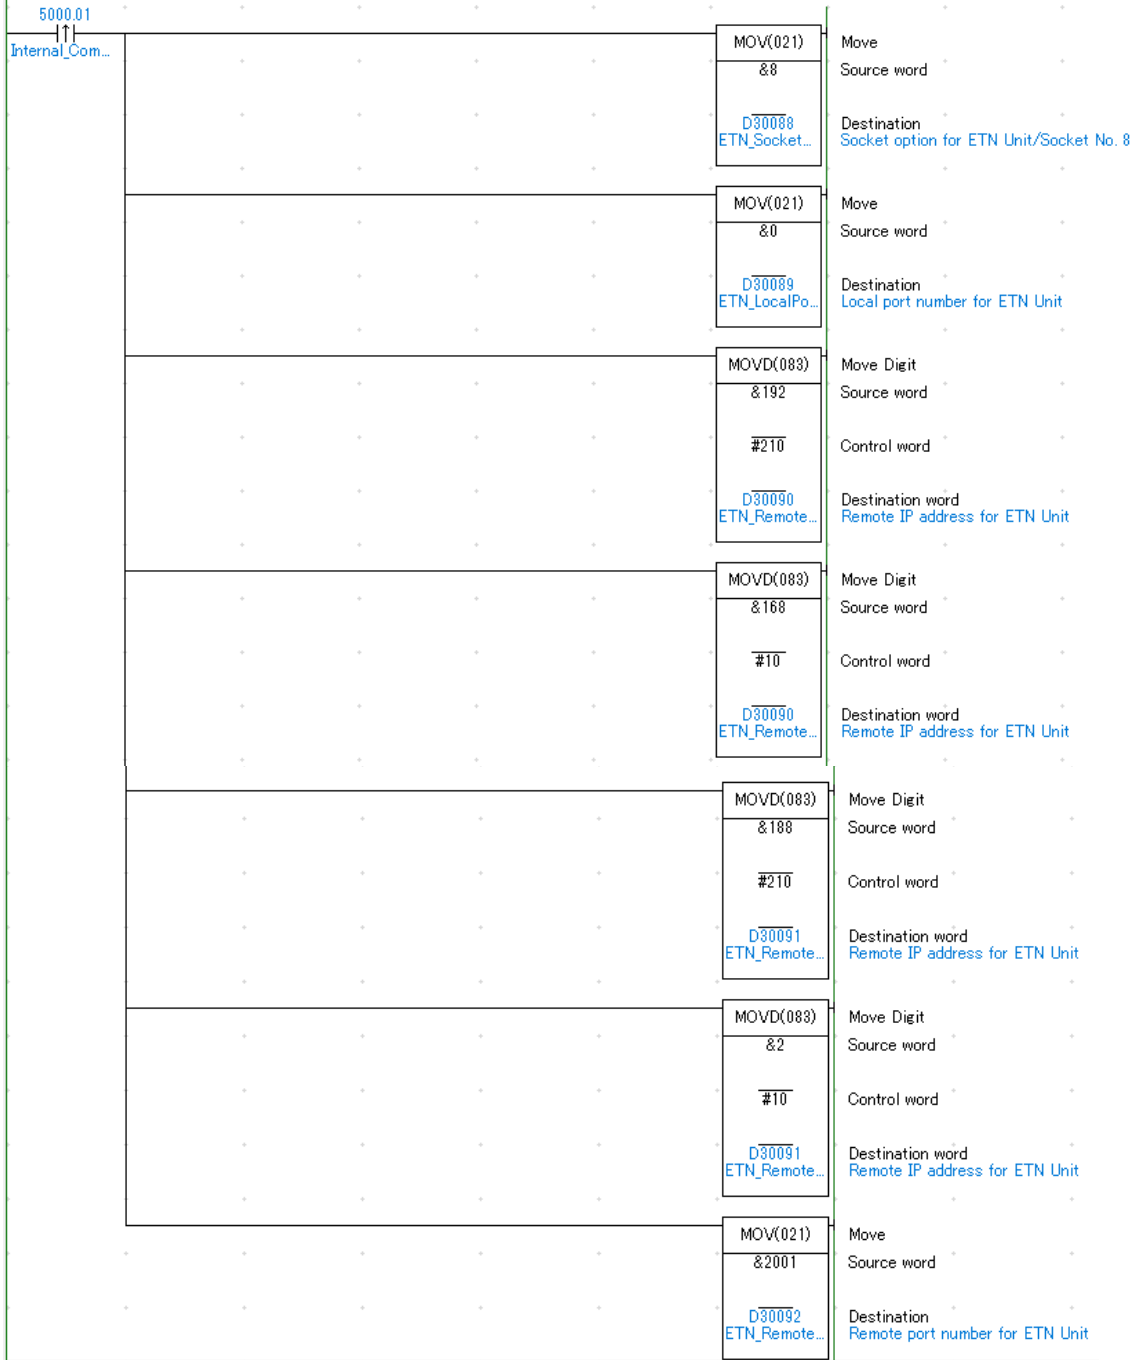 5000.01
Internal_Com...
MOV(021) Move
&8 Source word
D30088 Destination
ETN_Socket... Socket option for ETN Unit/Socket No. 8
MOV(021) Move
&0 Source word
D30089 Destination
ETN_LocalPo... Local port number for ETN Unit
MOVD(083) Move Digit
&192 Source word
#210 Control word
D30090 Destination word
ETN_Remote... Remote IP address for ETN Unit
MOVD(083) Move Digit
&168 Source word
#10 Control word
D30090 Destination word
ETN_Remote... Remote IP address for ETN Unit
MOVD(083) Move Digit
&188 Source word
#210 Control word
D30091 Destination word
ETN_Remote... Remote IP address for ETN Unit
MOVD(083) Move Digit
&2 Source word
#10 Control word
D30091 Destination word
ETN_Remote... Remote IP address for ETN Unit
MOV(021) Move
&2001 Source word
D30092 Destination
ETN_Remote... Remote port number for ETN Unit